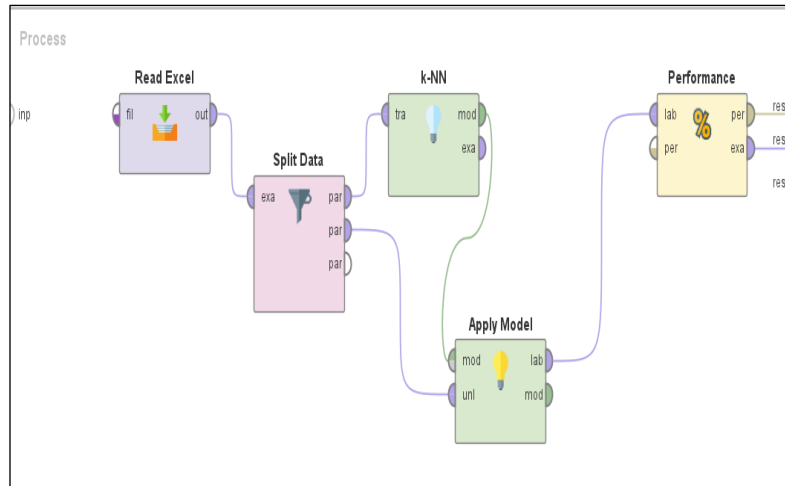 Process
Read Excel
k-NN
Performance
inp
fil out
tra mod
lab per res
exa
per exa res
Split Data
res
exa par
par
par
Apply Model
mod lab
unl mod
%